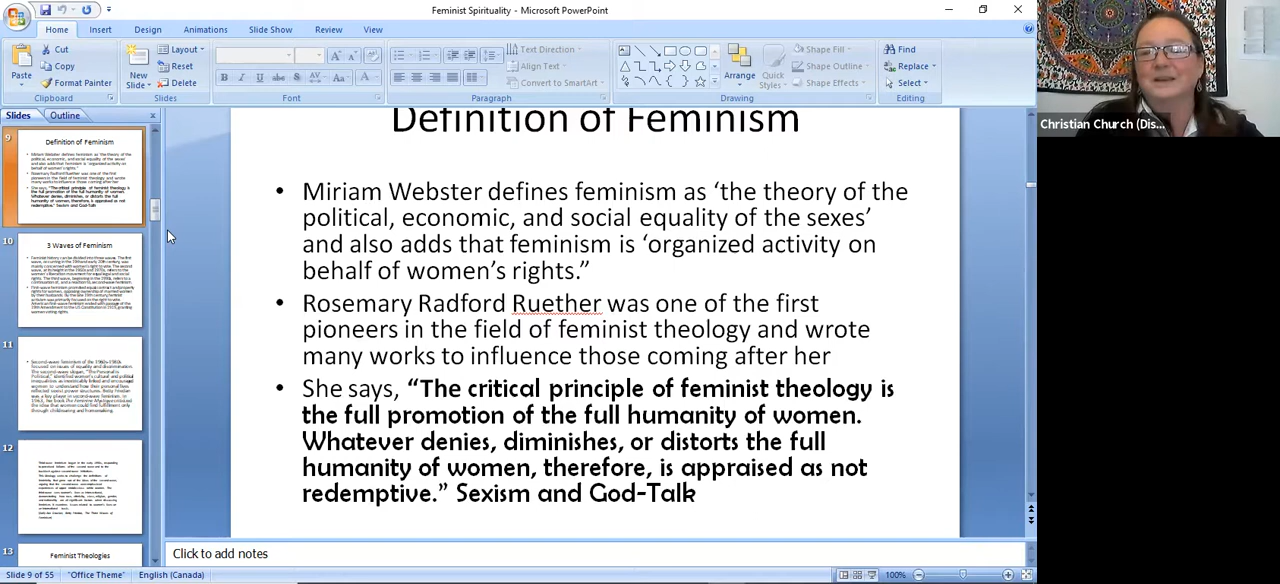 Feminist Spirituality - Microsoft PowerPoint
Home Insert Design Animations Slide Show Review View
Cut
Copy
Format Painter
Paste
Clipboard
New
Slide
Layout
Reset
Delete
Slides
Font
Text Direction
Align Text
Convert to SmartArt
Paragraph
Arrange
Quick
Styles
Shape Fill
Shape Outline
Shape Effects
Drawing
Find
Replace
Select
Editing
Christian Church (Dis...
Slides Outline
9
Definition of Feminism
10
3 Waves of Feminism
11
12
13
Feminist Theologies
Definition of Feminism
• Miriam Webster defines feminism as ‘the theory of the
political, economic, and social equality of the sexes’
and also adds that feminism is ‘organized activity on
behalf of women’s rights.”
• Rosemary Radford Ruether was one of the first
pioneers in the field of feminist theology and wrote
many works to influence those coming after her
• She says, “The citical principle of feminist theology is
the full promotion of the full humanity of women.
Whatever denies, diminishes, or distorts the full
humanity of women, therefore, is appraised as not
redemptive.” Sexism and God-Talk
Click to add notes
Slide 9 of 55 "Office Theme" English (Canada) 100%